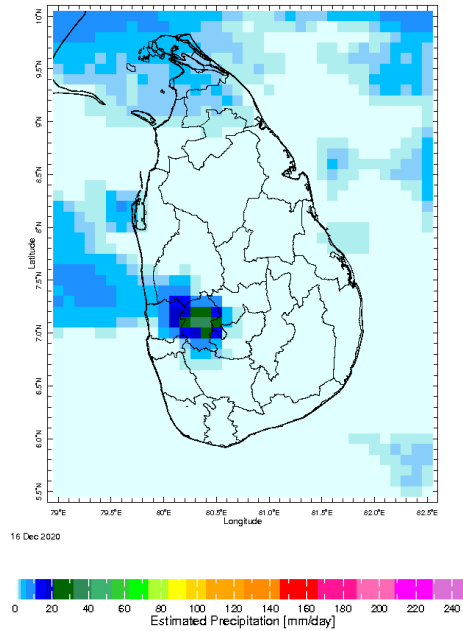 10°N
9.5°N
9°N
8.5°N
8°N
7.5°N
7.0°N
6.5°N
6.0°N
5.5°N
Latitude
79°E 79.5°E 80°E 80.5°E 81°E 81.5°E 82°E 82.5°E
Longitude
16 Dec 2020
0 20 40 60 80 100 120 140 160 180 200 220 240
Estimated Precipitation [mm/day]